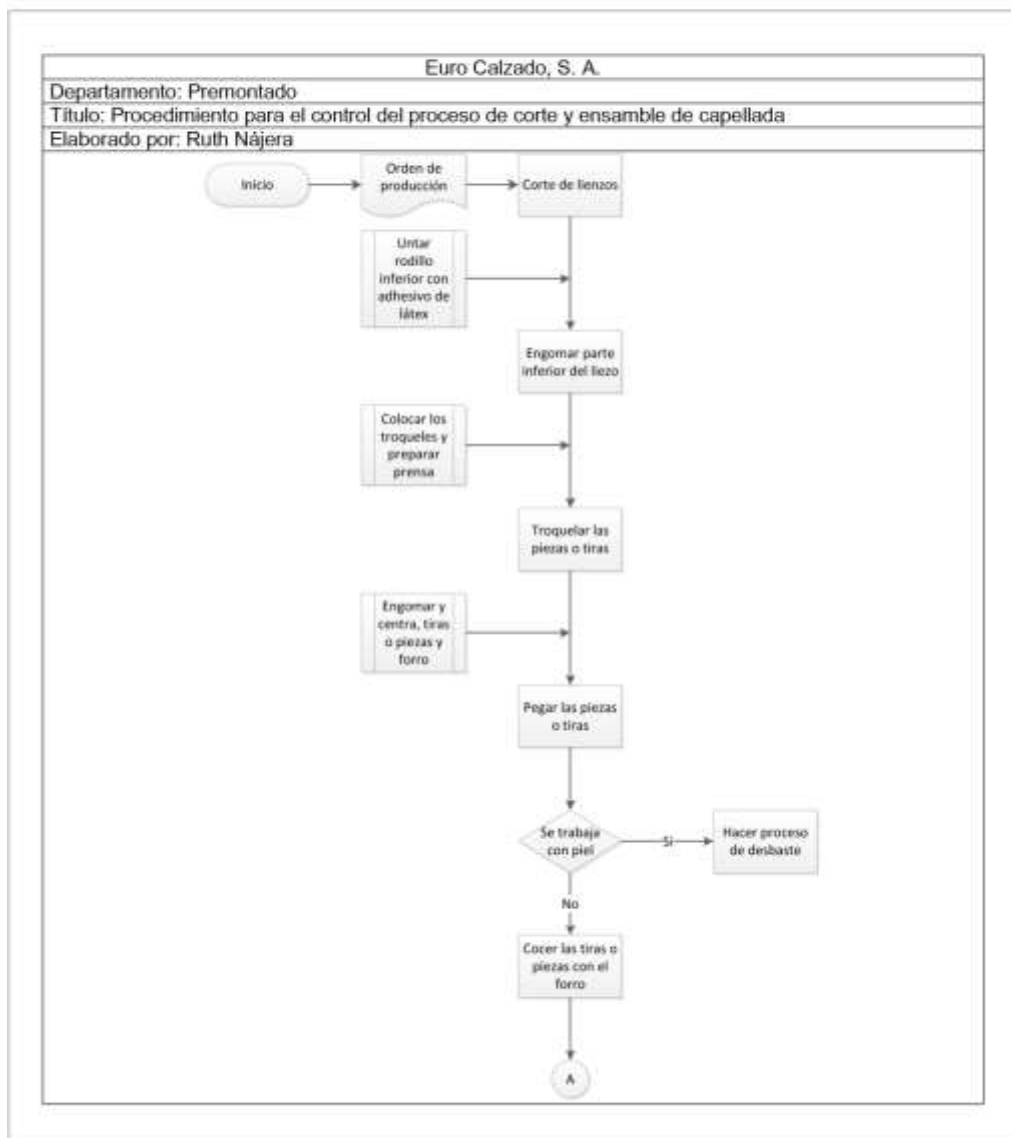 Euro Calzado, S. A.
Departamento: Premontado
Título: Procedimiento para el control del proceso de corte y ensamble de capellada
Elaborado por: Ruth Nájera
Inicio
Orden de
producción
Corte de lienzos
Untar
rodillo
inferior con
adhesivo de
látex
Engomar parte
inferior del liezo
Colocar los
troqueles y
preparar
prensa
Troquelar las
piezas o tiras
Engomar y
centra, tiras
o piezas y
forro
Pegar las piezas
o tiras
Se trabaja
con piel
Si
Hacer proceso
de desbaste
No
Cocer las tiras o
piezas con el
forro
A